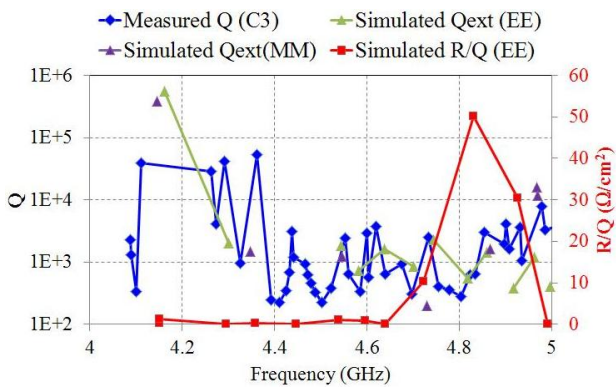 Measured Q (C3) Simulated Qext (EE)
Simulated Qext(MM) Simulated R/Q (EE)
1E+6 60
50
1E+5
40
1E+4 30
20
1E+3
10
1E+2 0
Q
R/Q (Ω/cm²)
4 4.2 4.4 4.6 4.8 5
Frequency (GHz)